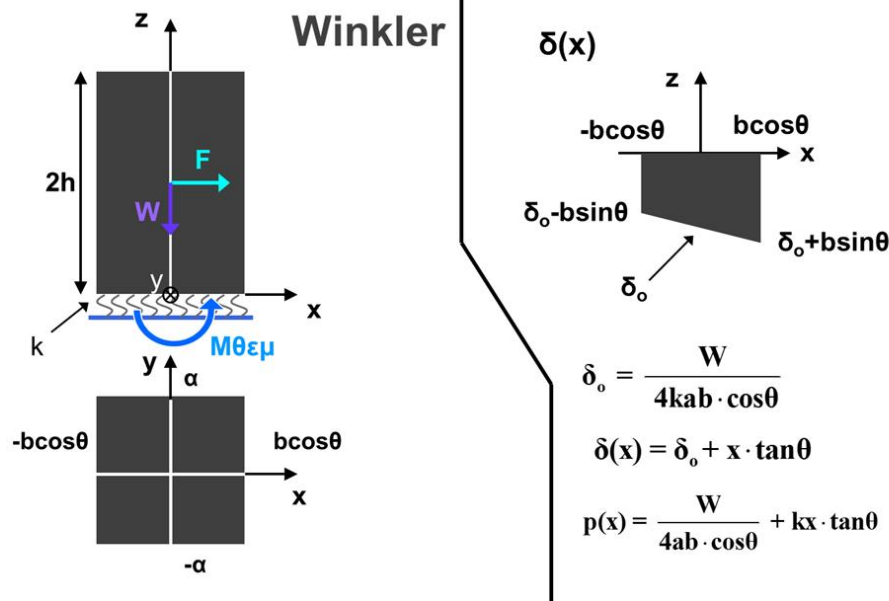 Winkler
z
2h
F
W
y
x
k
Mθεμ
y
α
-bcosθ
bcosθ
x
-α
δ(x)
z
-bcosθ
bcosθ
x
δₒ-bsinθ
δₒ+bsinθ
δₒ
δₒ = W / 4kab·cosθ
δ(x) = δₒ + x·tanθ
p(x) = W / 4ab·cosθ + kx·tanθ